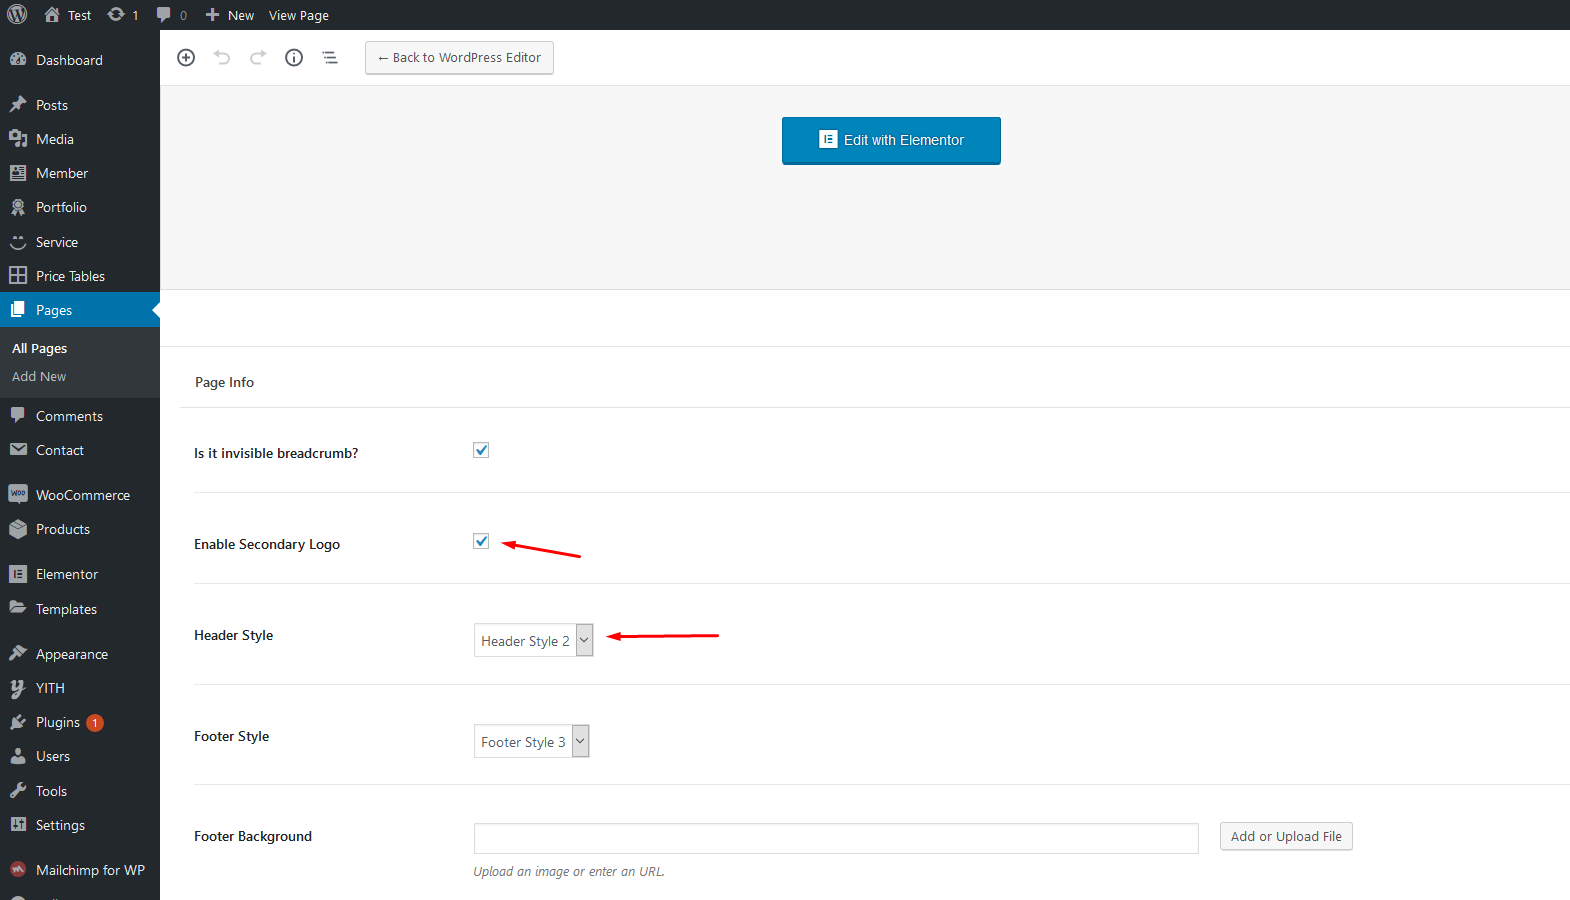 Test 1 0 New View Page
Dashboard
Posts
Media
Member
Portfolio
Service
Price Tables
Pages
All Pages
Add New
Comments
Contact
WOO WooCommerce
Products
Elementor
Templates
Appearance
YITH
Plugins 1
Users
Tools
Settings
Mailchimp for WP
← Back to WordPress Editor
Edit with Elementor
Page Info
Is it invisible breadcrumb?
Enable Secondary Logo
Header Style Header Style 2
Footer Style Footer Style 3
Footer Background Add or Upload File
Upload an image or enter an URL.